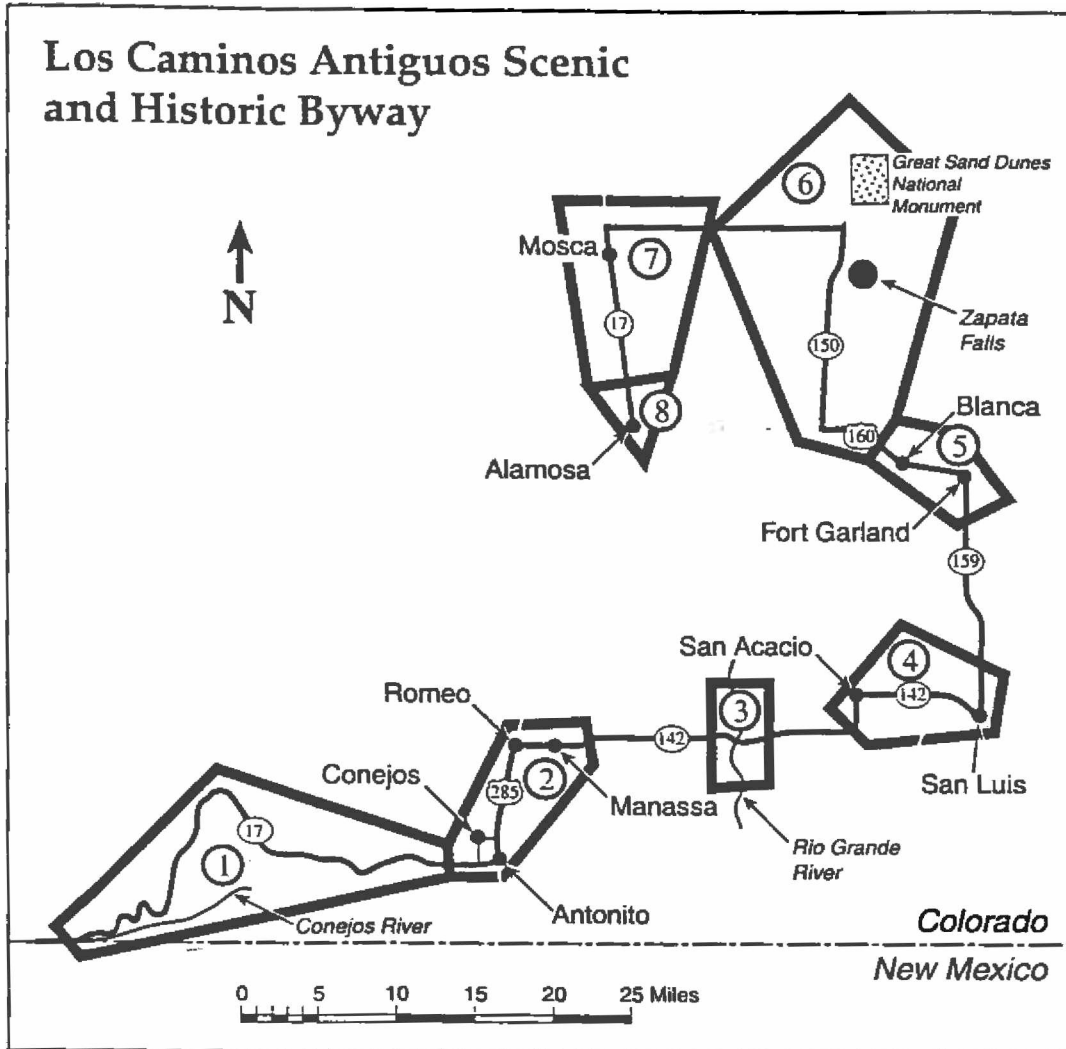 Los Caminos Antiguos Scenic
and Historic Byway
N
6
Great Sand Dunes
National
Monument
Mosca
7
17
Zapata
Falls
150
8
Alamosa
160
Blanca
5
Fort Garland
159
San Acacio
4
142
San Luis
Romeo
142
3
Conejos
285
2
Manassa
Rio Grande
River
17
1
Conejos River
Antonito
Colorado
New Mexico
0 5 10 15 20 25 Miles